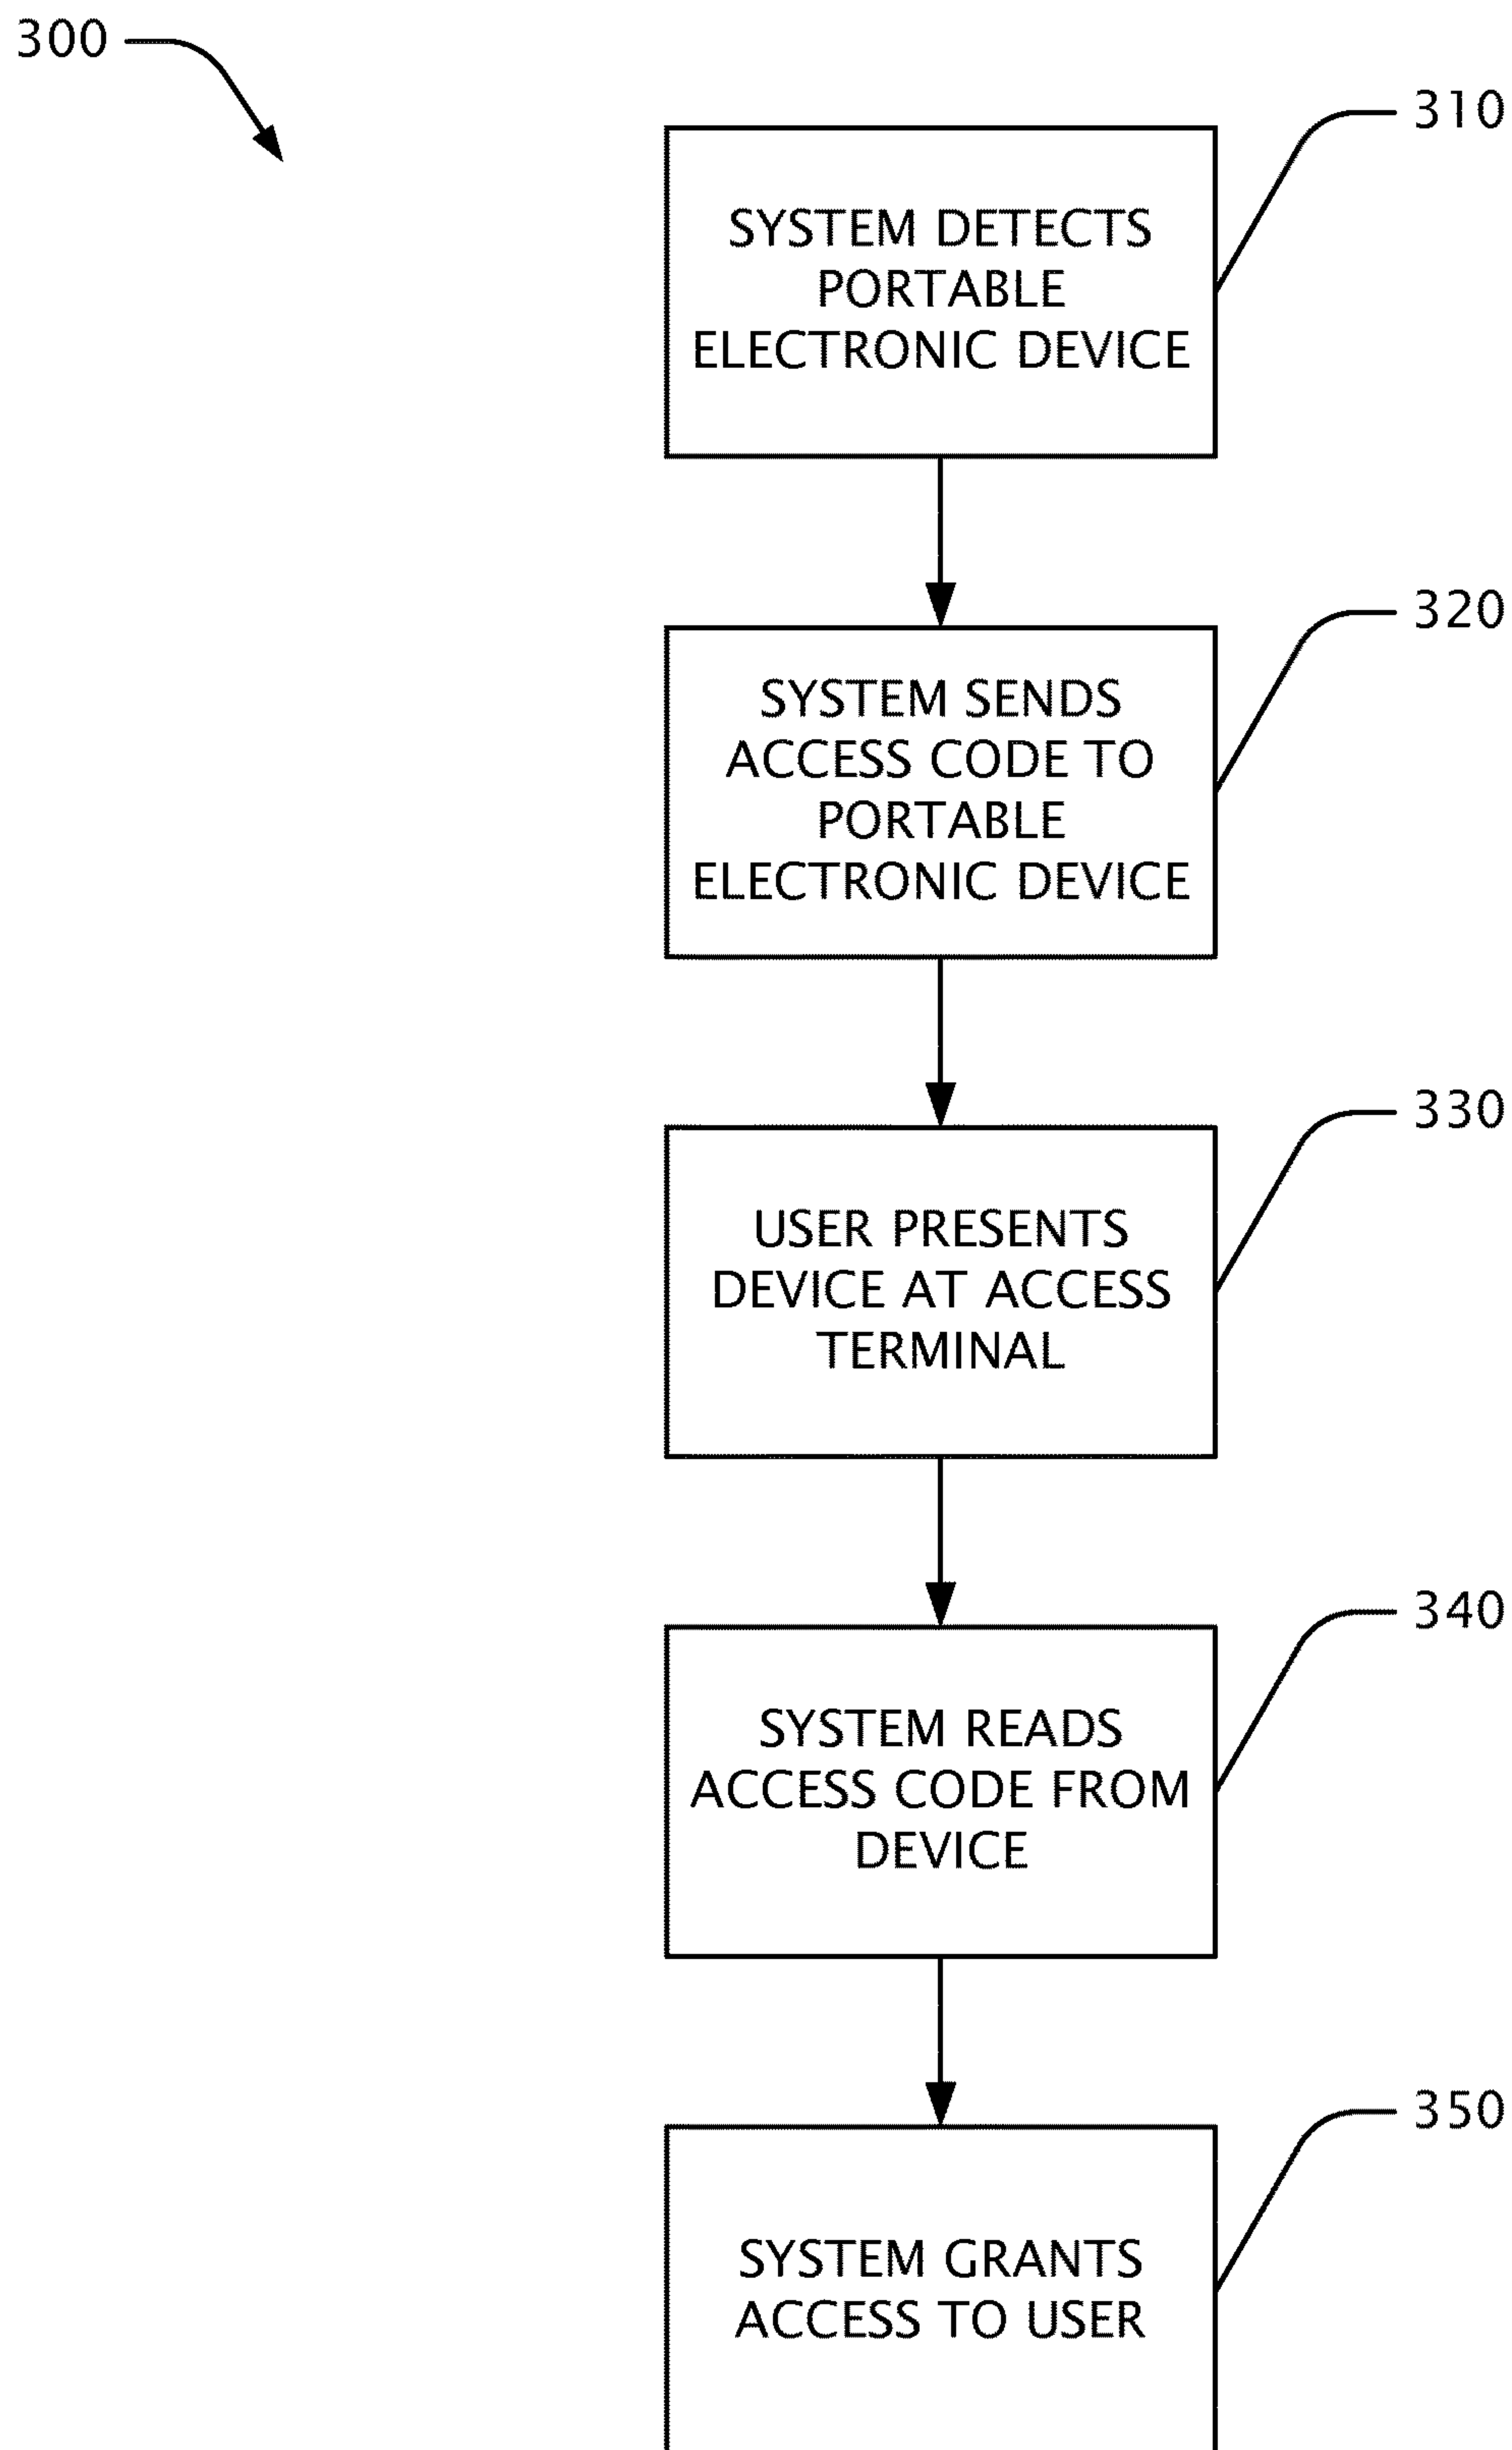 300
310
SYSTEM DETECTS
PORTABLE
ELECTRONIC DEVICE
320
SYSTEM SENDS
ACCESS CODE TO
PORTABLE
ELECTRONIC DEVICE
330
USER PRESENTS
DEVICE AT ACCESS
TERMINAL
340
SYSTEM READS
ACCESS CODE FROM
DEVICE
350
SYSTEM GRANTS
ACCESS TO USER